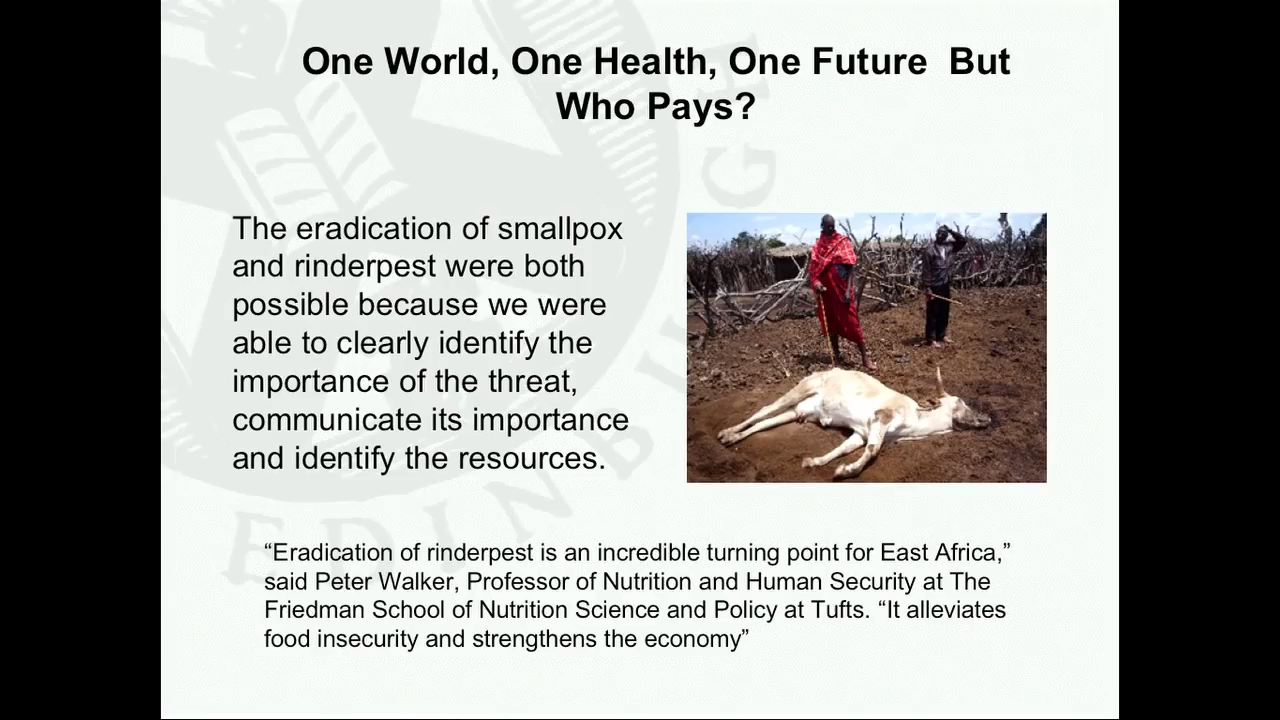 One World, One Health, One Future  But
Who Pays?
The eradication of smallpox
and rinderpest were both
possible because we were
able to clearly identify the
importance of the threat,
communicate its importance
and identify the resources.
“Eradication of rinderpest is an incredible turning point for East Africa,”
said Peter Walker, Professor of Nutrition and Human Security at The
Friedman School of Nutrition Science and Policy at Tufts. “It alleviates
food insecurity and strengthens the economy”